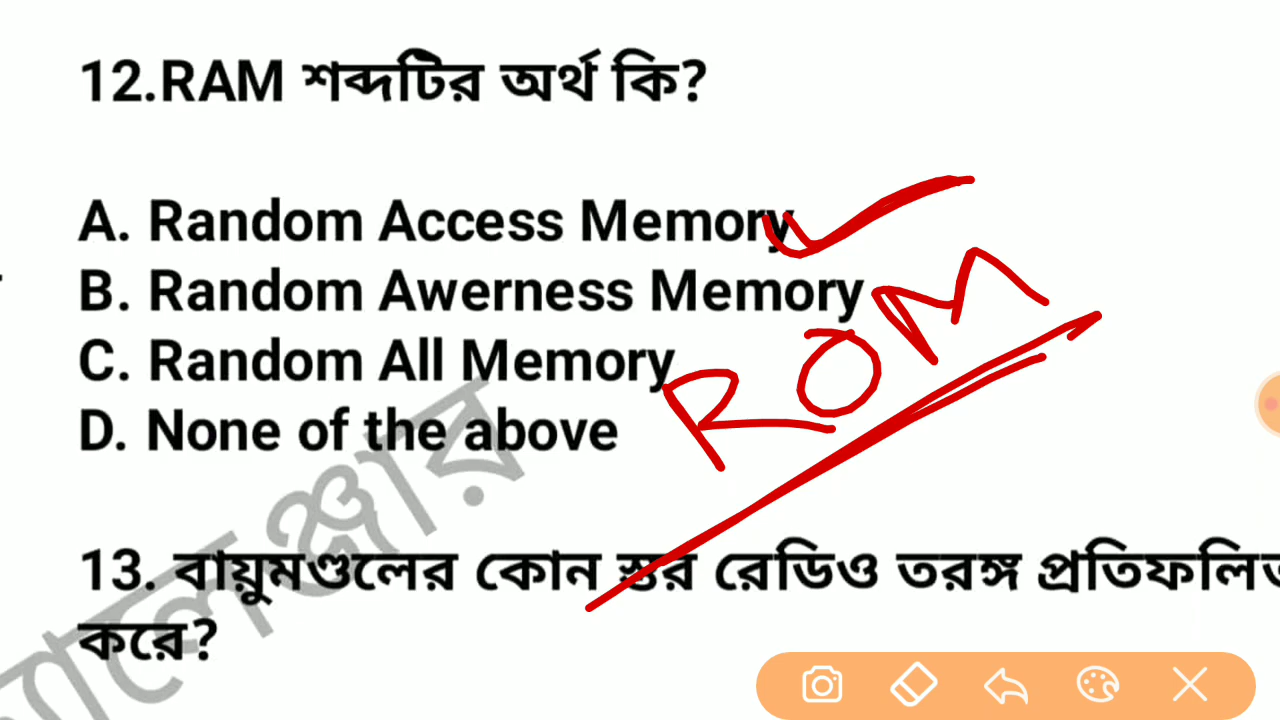 12.RAM শব্দটির অর্থ কি?
A. Random Access Memory
B. Random Awerness Memory
C. Random All Memory
D. None of the above
ROM
13. বায়ুমণ্ডলের কোন স্তর রেডিও তরঙ্গ প্রতিফলিত
করে?